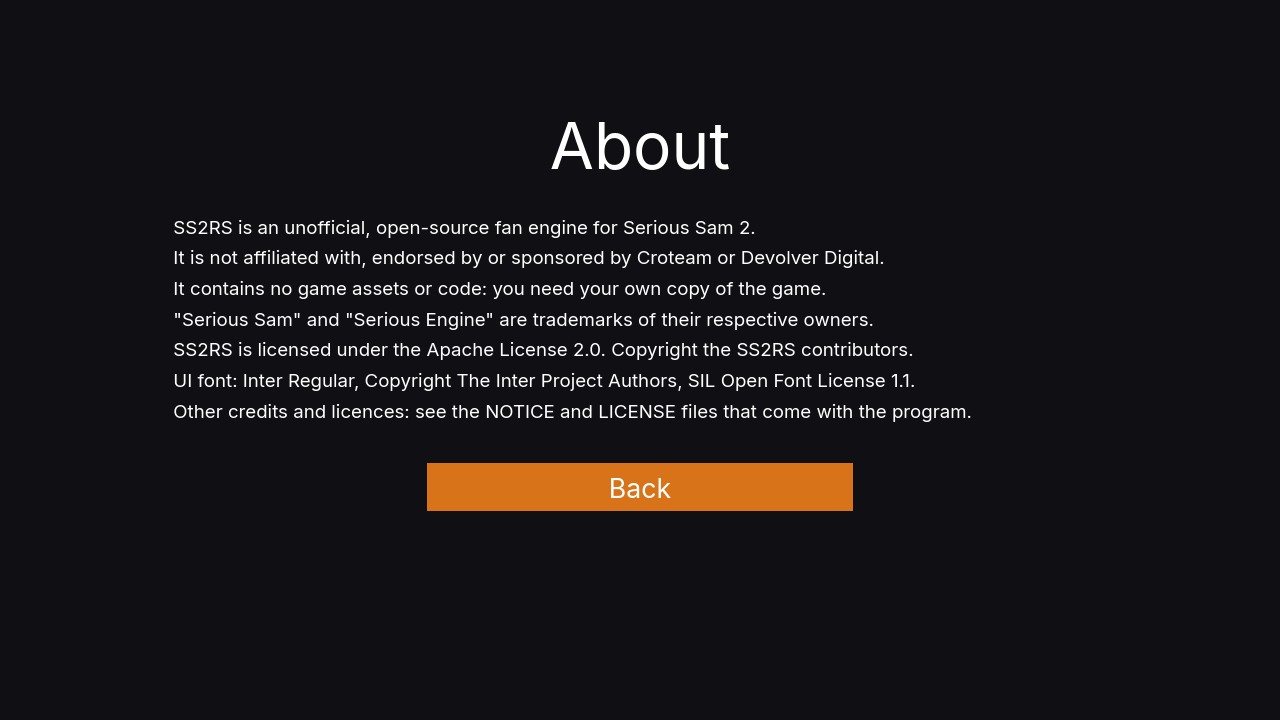 About
SS2RS is an unofficial, open-source fan engine for Serious Sam 2.
It is not affiliated with, endorsed by or sponsored by Croteam or Devolver Digital.
It contains no game assets or code: you need your own copy of the game.
"Serious Sam" and "Serious Engine" are trademarks of their respective owners.
SS2RS is licensed under the Apache License 2.0. Copyright the SS2RS contributors.
UI font: Inter Regular, Copyright The Inter Project Authors, SIL Open Font License 1.1.
Other credits and licences: see the NOTICE and LICENSE files that come with the program.
Back